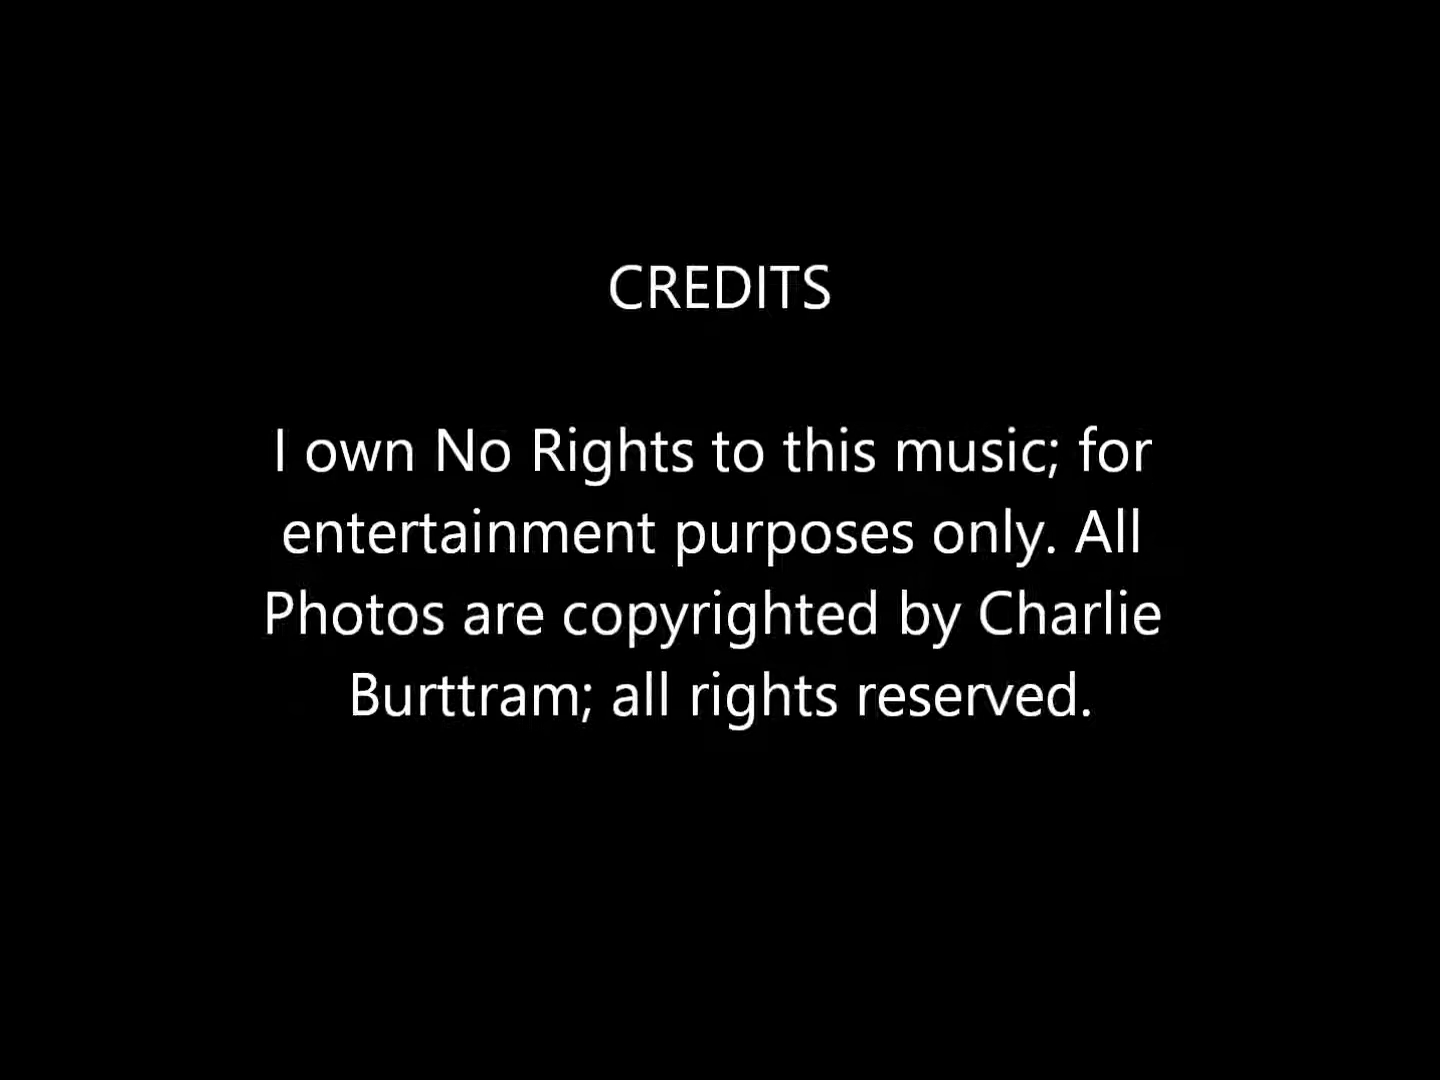 CREDITS
I own No Rights to this music; for
entertainment purposes only. All
Photos are copyrighted by Charlie
Burttram; all rights reserved.